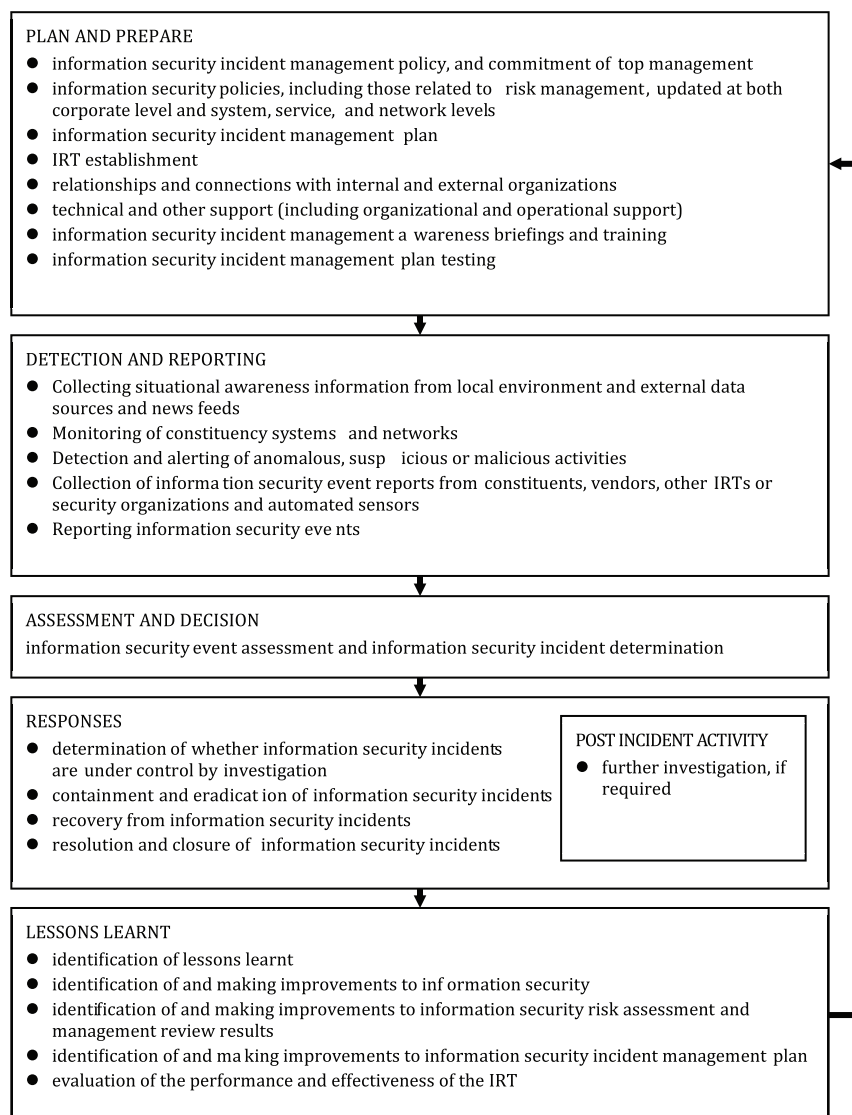 PLAN AND PREPARE
● information security incident management policy, and commitment of top management
● information security policies, including those related to risk management, updated at both
corporate level and system, service, and network levels
● information security incident management plan
● IRT establishment
● relationships and connections with internal and external organizations
● technical and other support (including organizational and operational support)
● information security incident management a wareness briefings and training
● information security incident management plan testing
DETECTION AND REPORTING
● Collecting situational awareness information from local environment and external data
sources and news feeds
● Monitoring of constituency systems and networks
● Detection and alerting of anomalous, susp icious or malicious activities
● Collection of informa tion security event reports from constituents, vendors, other IRTs or
security organizations and automated sensors
● Reporting information security eve nts
ASSESSMENT AND DECISION
information security event assessment and information security incident determination
RESPONSES
● determination of whether information security incidents
are under control by investigation
● containment and eradicat ion of information security incidents
● recovery from information security incidents
● resolution and closure of information security incidents
POST INCIDENT ACTIVITY
● further investigation, if
required
LESSONS LEARNT
● identification of lessons learnt
● identification of and making improvements to inf ormation security
● identification of and making improvements to information security risk assessment and
management review results
● identification of and ma king improvements to information security incident management plan
● evaluation of the performance and effectiveness of the IRT